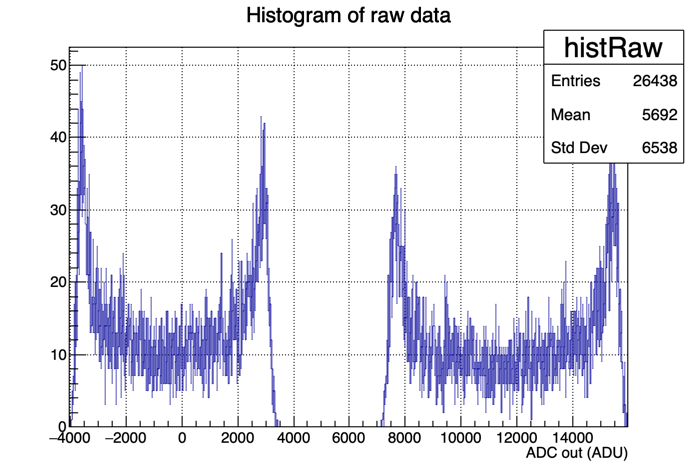 Histogram of raw data
histRaw
Entries 26438
Mean 5692
Std Dev 6538
50
40
30
20
10
0
−4000 −2000 0 2000 4000 6000 8000 10000 12000 14000
ADC out (ADU)